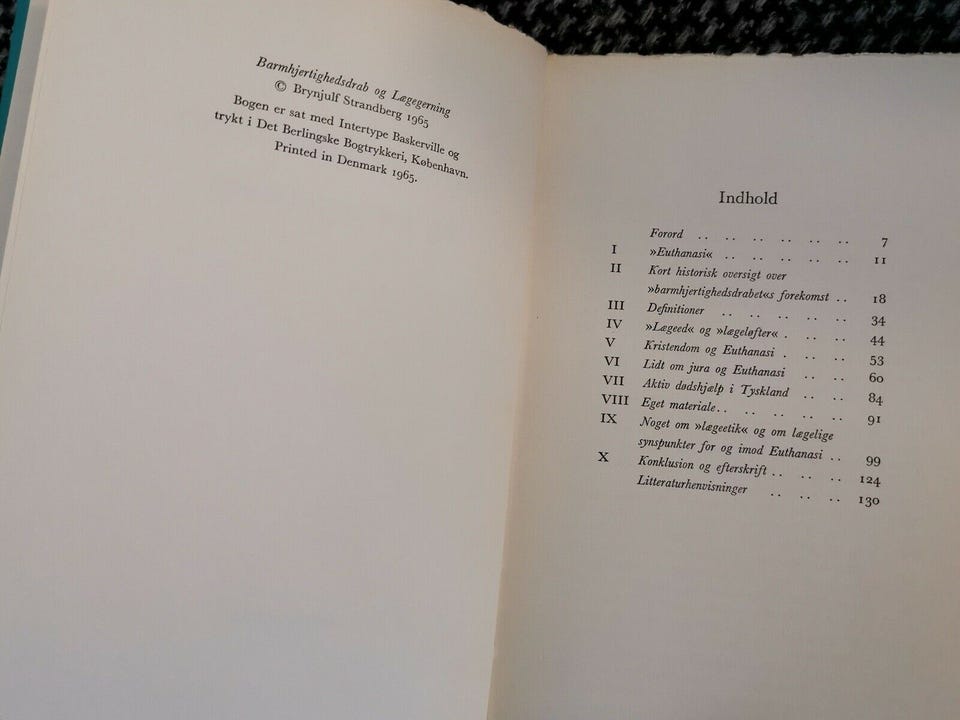 Barmhjertighedsdrab og Lægegerning
© Brynjulf Strandberg 1965
Bogen er sat med Intertype Baskerville og
trykt i Det Berlingske Bogtrykkeri, København.
Printed in Denmark 1965.
Indhold
Forord .. .. .. .. .. .. 7
I »Euthanasi« .. .. .. .. .. 11
II Kort historisk oversigt over
»barmhjertighedsdrabet«s forekomst .. 18
III Definitioner .. .. .. .. .. 34
IV »Lægeed« og »lægeløfter« . .. .. 44
V Kristendom og Euthanasi . .. .. 53
VI Lidt om jura og Euthanasi .. .. 60
VII Aktiv dødshjælp i Tyskland .. .. 84
VIII Eget materiale .. .. .. .. .. 91
IX Noget om »lægeetik« og om lægelige
synspunkter for og imod Euthanasi .. 99
X Konklusion og efterskrift .. .. .. 124
Litteraturhenvisninger .. .. .. 130